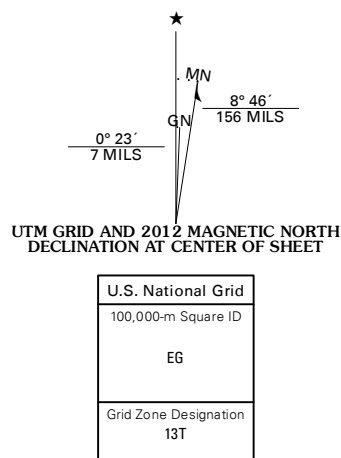 ★
MN
GN
8° 46´
156 MILS
0° 23´
7 MILS
UTM GRID AND 2012 MAGNETIC NORTH
DECLINATION AT CENTER OF SHEET
U.S. National Grid
100,000-m Square ID
EG
Grid Zone Designation
13T